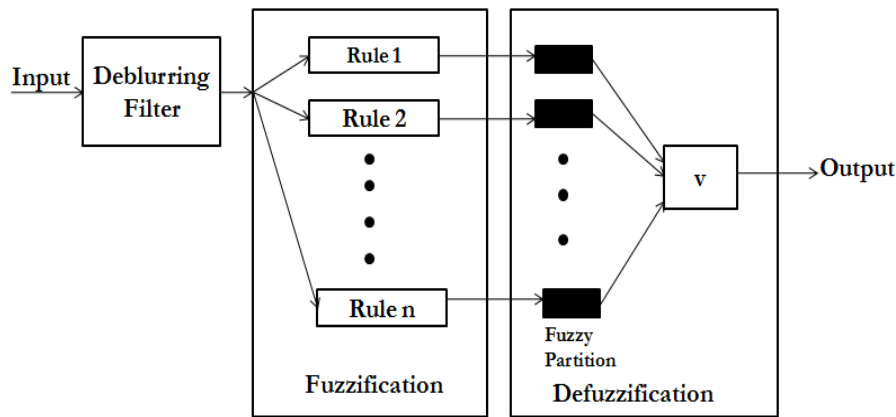 Input
Deblurring
Filter
Rule 1
Rule 2
Rule n
Fuzzification
Fuzzy
Partition
Defuzzification
v
Output